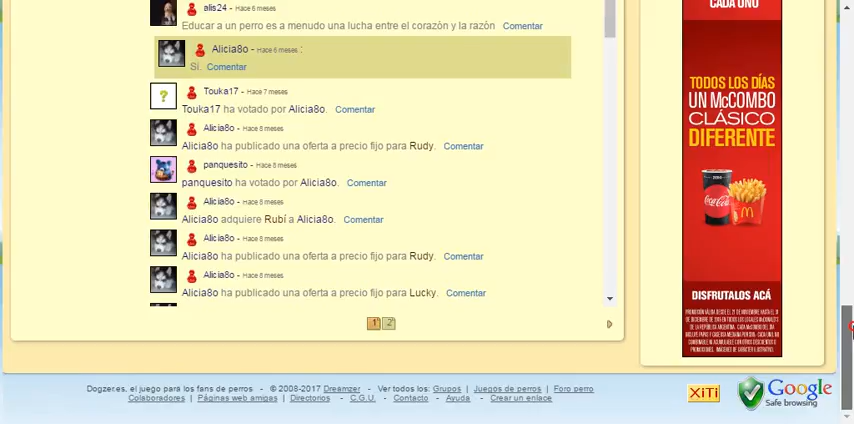 alis24 - Hace 6 meses
Educar a un perro es a menudo una lucha entre el corazón y la razón Comentar
Alicia8o - Hace 6 meses :
Si. Comentar
Touka17 - Hace 7 meses
Touka17 ha votado por Alicia8o. Comentar
Alicia8o - Hace 8 meses
Alicia8o ha publicado una oferta a precio fijo para Rudy. Comentar
panquesito - Hace 8 meses
panquesito ha votado por Alicia8o. Comentar
Alicia8o - Hace 8 meses
Alicia8o adquiere Rubí a Alicia8o. Comentar
Alicia8o - Hace 8 meses
Alicia8o ha publicado una oferta a precio fijo para Rudy. Comentar
Alicia8o - Hace 8 meses
Alicia8o ha publicado una oferta a precio fijo para Lucky. Comentar
1 2
CADA UNO
TODOS LOS DÍAS
UN McCOMBO
CLÁSICO
DIFERENTE
Coca-Cola
DISFRUTALOS ACÁ
Dogzer.es, el juego para los fans de perros - © 2008-2017 Dreamzer - Ver todos los: Grupos | Juegos de perros | Foro perro
Colaboradores | Páginas web amigas | Directorios - C.G.U. - Contacto - Ayuda - Crear un enlace
XiTi
Google
Safe browsing